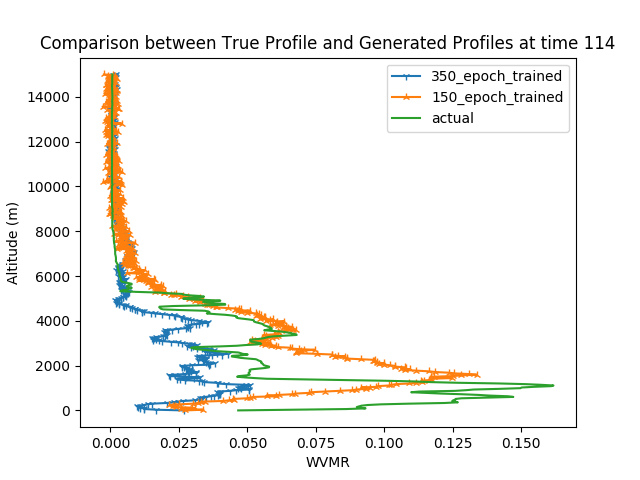 Comparison between True Profile and Generated Profiles at time 114
350_epoch_trained
150_epoch_trained
actual
14000
12000
10000
8000
6000
4000
2000
0
Altitude (m)
0.000 0.025 0.050 0.075 0.100 0.125 0.150
WVMR